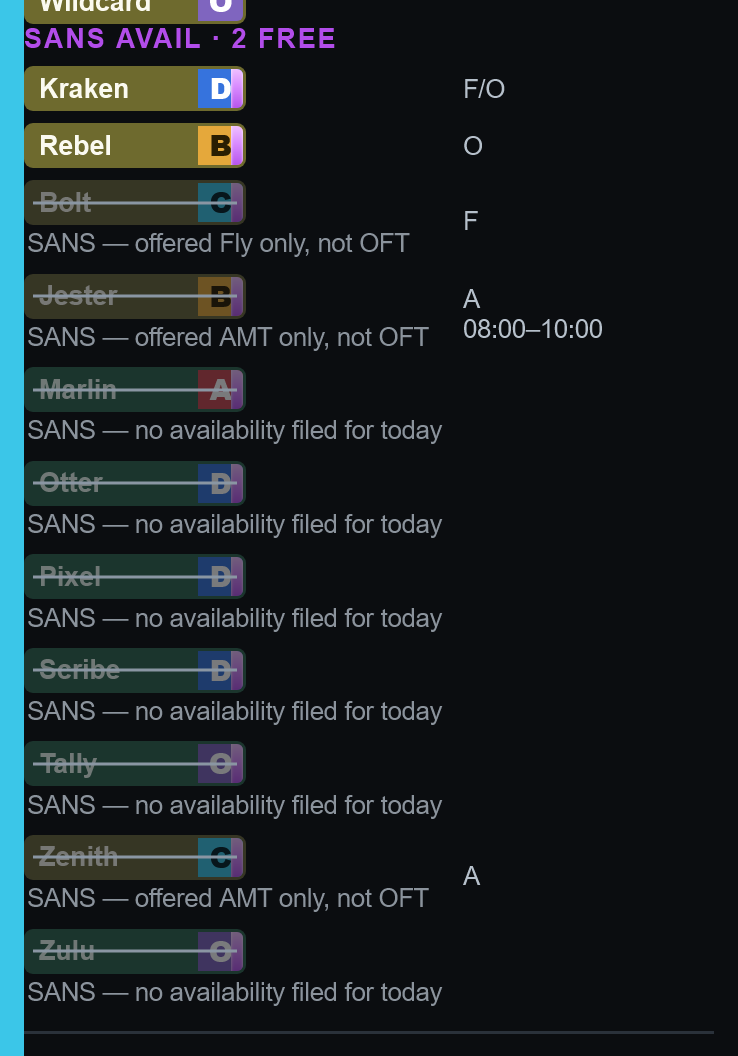 Wildcard O
SANS AVAIL · 2 FREE
Kraken D F/O
Rebel B O
Bolt C F
SANS — offered Fly only, not OFT
Jester B A
08:00–10:00
SANS — offered AMT only, not OFT
Marlin A
SANS — no availability filed for today
Otter D
SANS — no availability filed for today
Pixel D
SANS — no availability filed for today
Scribe D
SANS — no availability filed for today
Tally O
SANS — no availability filed for today
Zenith C A
SANS — offered AMT only, not OFT
Zulu O
SANS — no availability filed for today